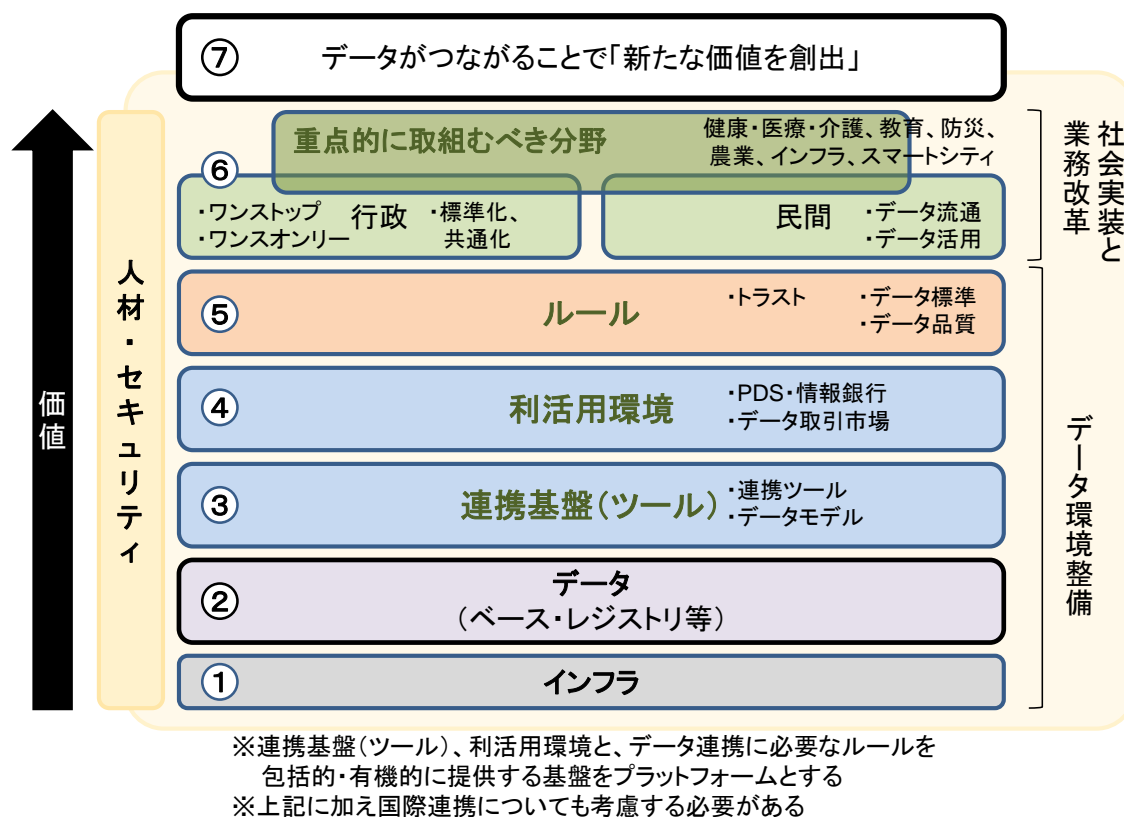 ⑦ データがつながることで「新たな価値を創出」
重点的に取組むべき分野
健康・医療・介護、教育、防災、
農業、インフラ、スマートシティ
⑥
・ワンストップ
・ワンスオンリー
行政
・標準化、
共通化
民間
・データ流通
・データ活用
⑤ ルール
・トラスト
・データ標準
・データ品質
④ 利活用環境
・PDS・情報銀行
・データ取引市場
③ 連携基盤(ツール)
・連携ツール
・データモデル
② データ
(ベース・レジストリ等)
① インフラ
価値
人材・セキュリティ
社会実装と
業務改革
データ環境整備
※連携基盤(ツール)、利活用環境と、データ連携に必要なルールを
包括的・有機的に提供する基盤をプラットフォームとする
※上記に加え国際連携についても考慮する必要がある